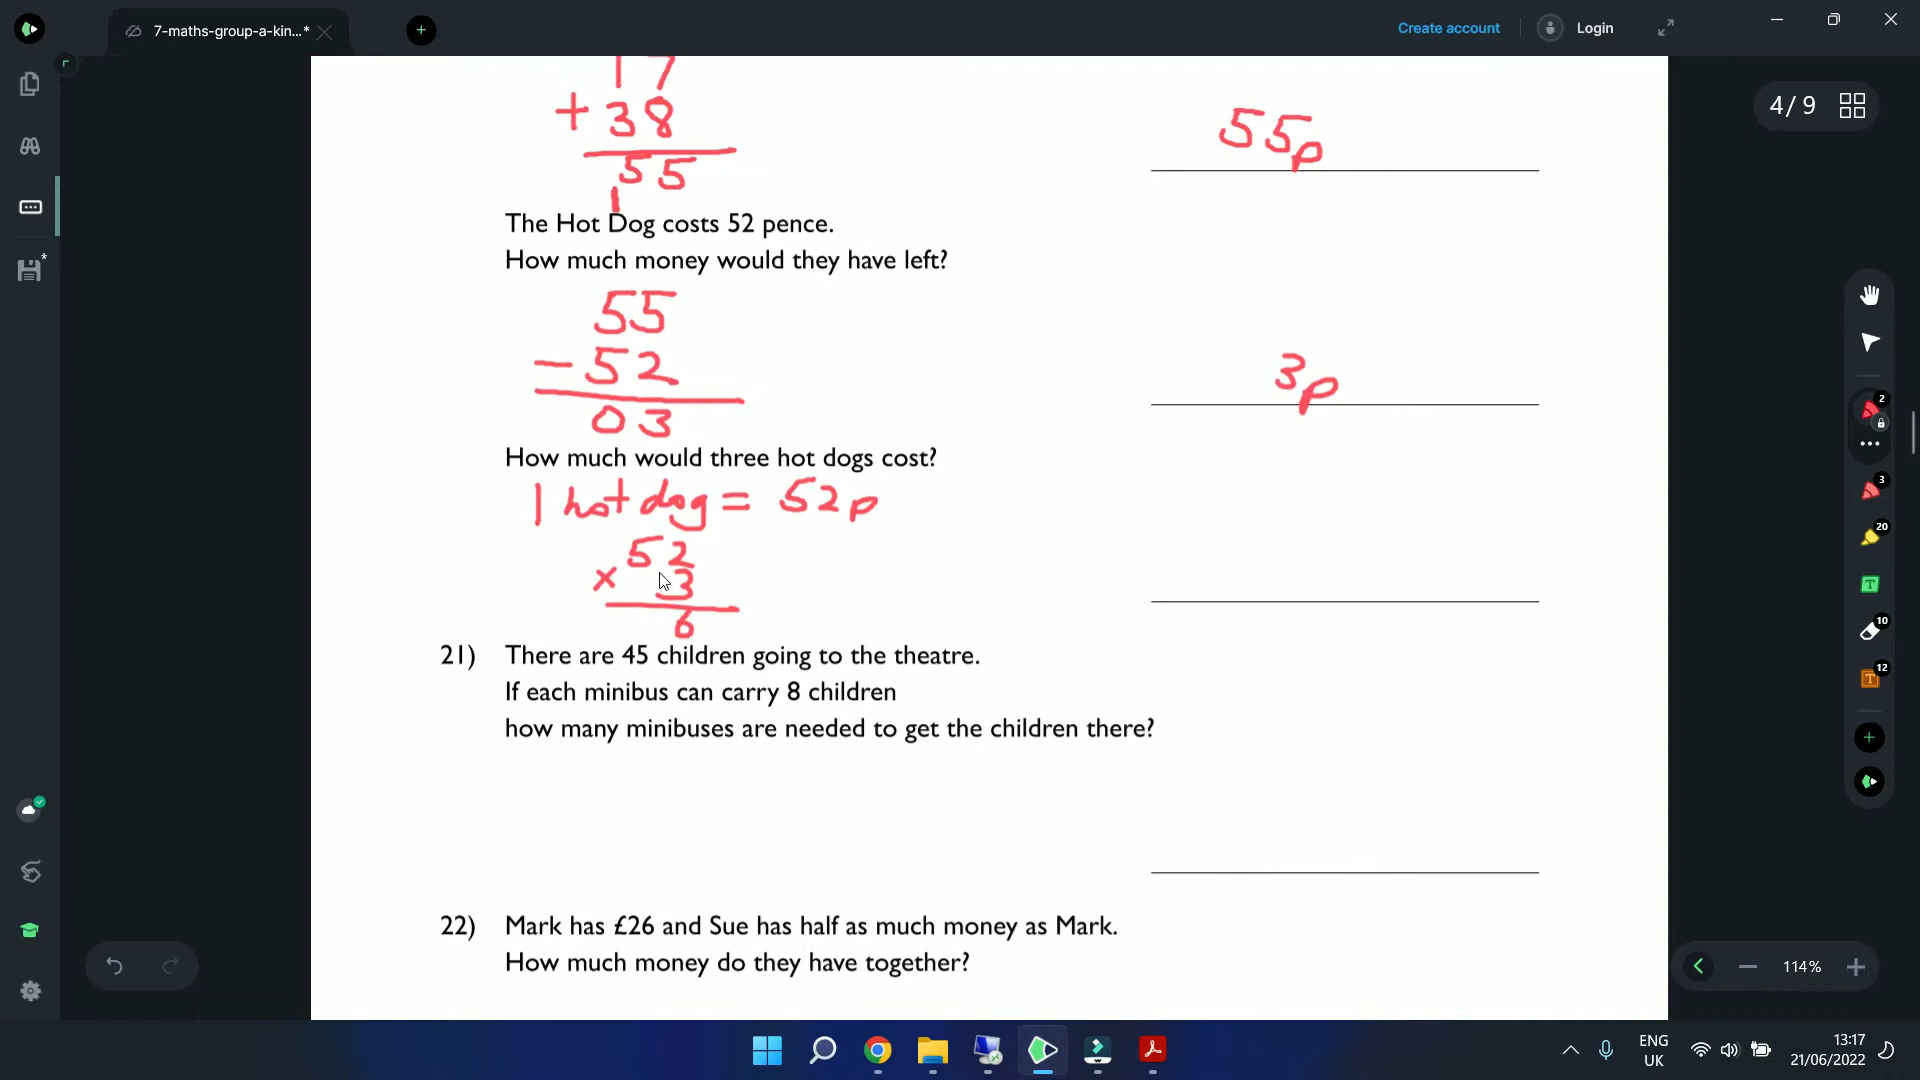 7-maths-group-a-kin...*
Create account
Login
4/9
17
+ 38
55
1
55p
The Hot Dog costs 52 pence.
How much money would they have left?
55
- 52
03
3p
How much would three hot dogs cost?
1 hot dog = 52p
52
× 3
6
21) There are 45 children going to the theatre.
If each minibus can carry 8 children
how many minibuses are needed to get the children there?
22) Mark has £26 and Sue has half as much money as Mark.
How much money do they have together?
2
3
20
T
10
12
T
114%
ENG
UK
13:17
21/06/2022